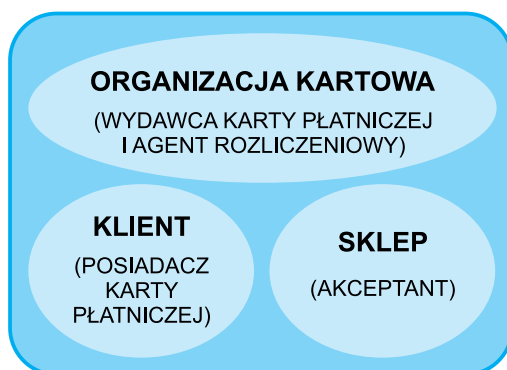 ORGANIZACJA KARTOWA
(WYDAWCA KARTY PŁATNICZEJ
I AGENT ROZLICZENIOWY)
KLIENT
(POSIADACZ
KARTY
PŁATNICZEJ)
SKLEP
(AKCEPTANT)